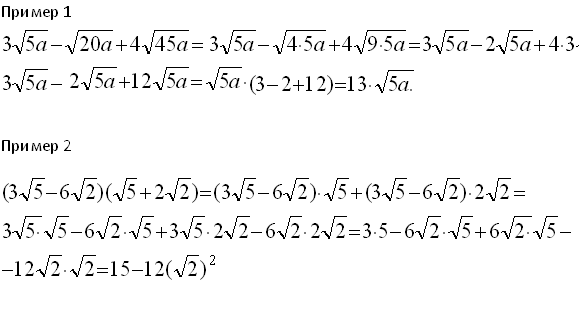 Пример 1
3√5a−√20a+4√45a= 3√5a−√4·5a+4√9·5a=3√5a−2√5a+4·3·
3√5a− 2√5a+12√5a=√5a·(3−2+12)=13·√5a.
Пример 2
(3√5−6√2)(√5+2√2)=(3√5−6√2)·√5+(3√5−6√2)·2√2=
3√5·√5−6√2·√5+3√5·2√2−6√2·2√2=3·5−6√2·√5+6√2·√5−
−12√2·√2=15−12(√2)²